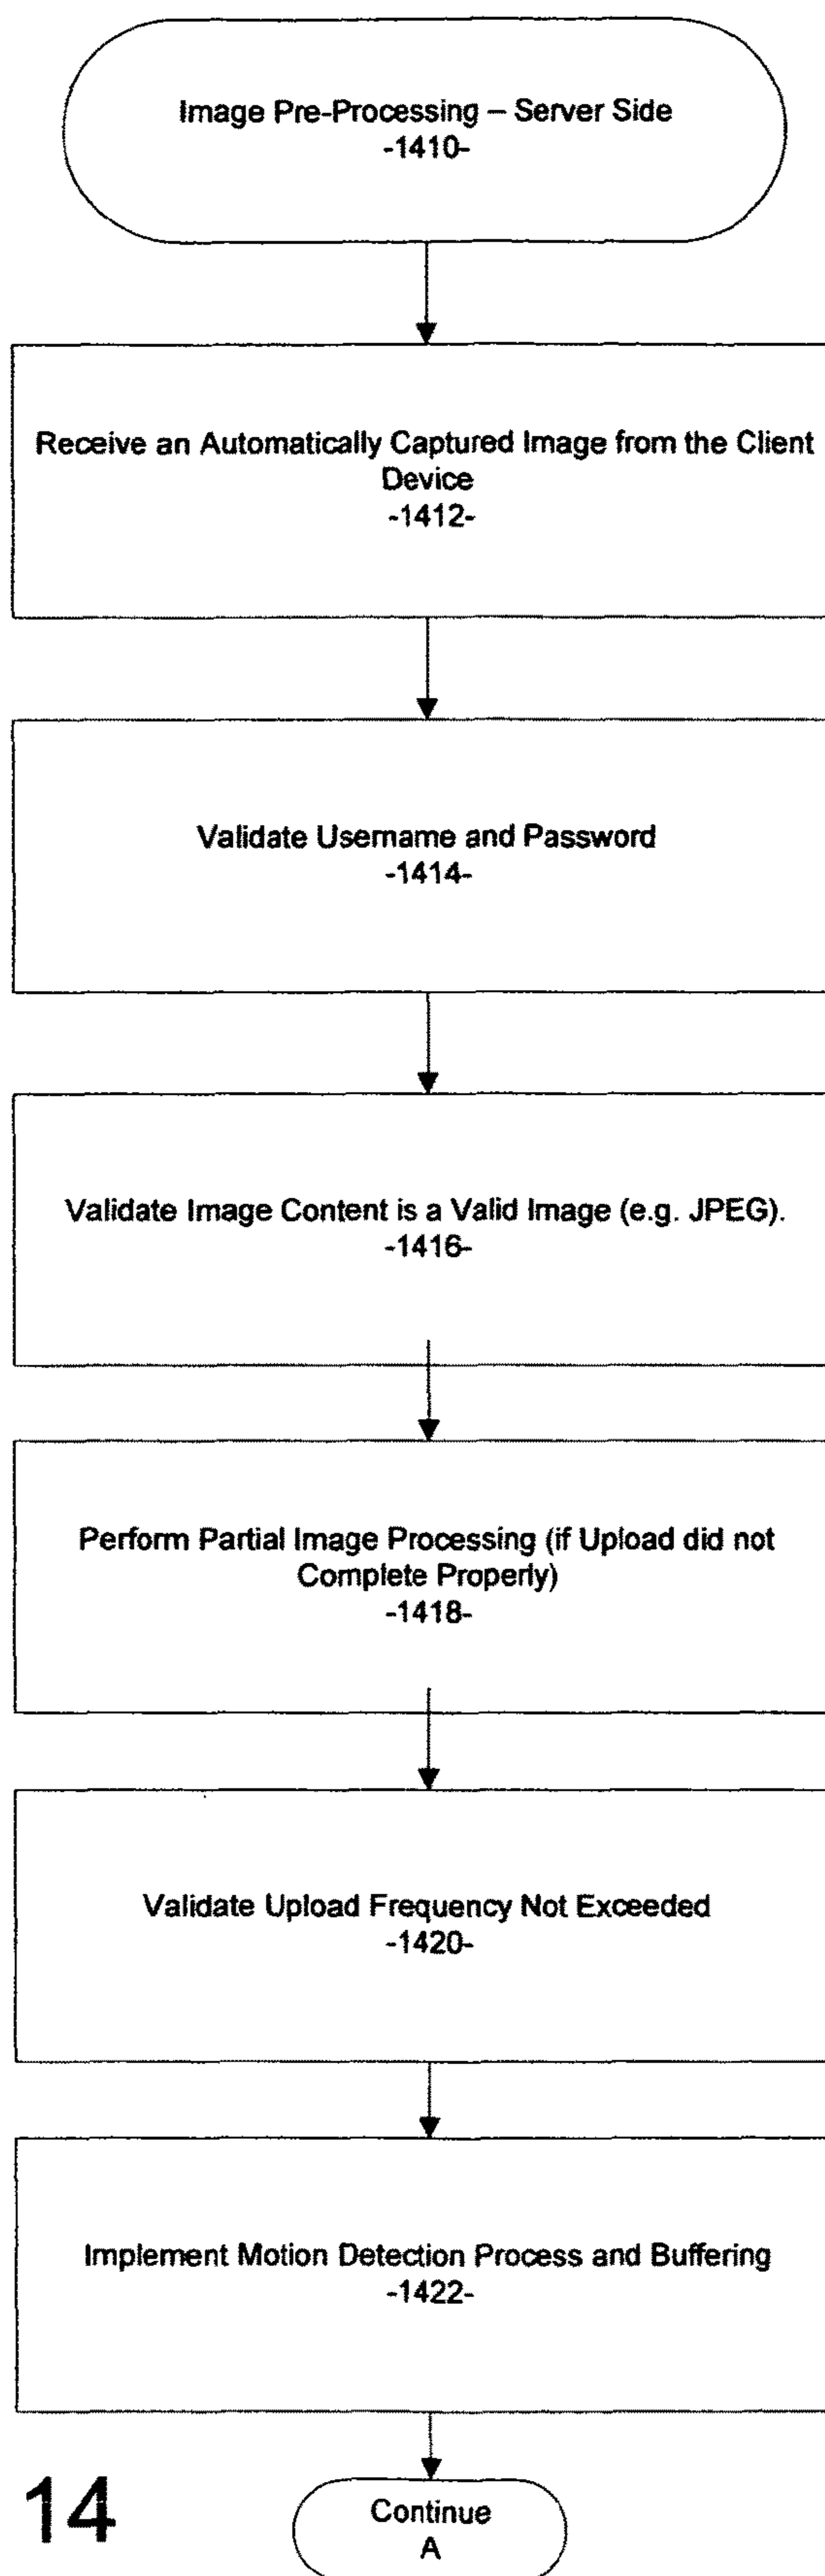 Image Pre-Processing – Server Side
-1410-
Receive an Automatically Captured Image from the Client
Device
-1412-
Validate Username and Password
-1414-
Validate Image Content is a Valid Image (e.g. JPEG).
-1416-
Perform Partial Image Processing (if Upload did not
Complete Properly)
-1418-
Validate Upload Frequency Not Exceeded
-1420-
Implement Motion Detection Process and Buffering
-1422-
14
Continue
A